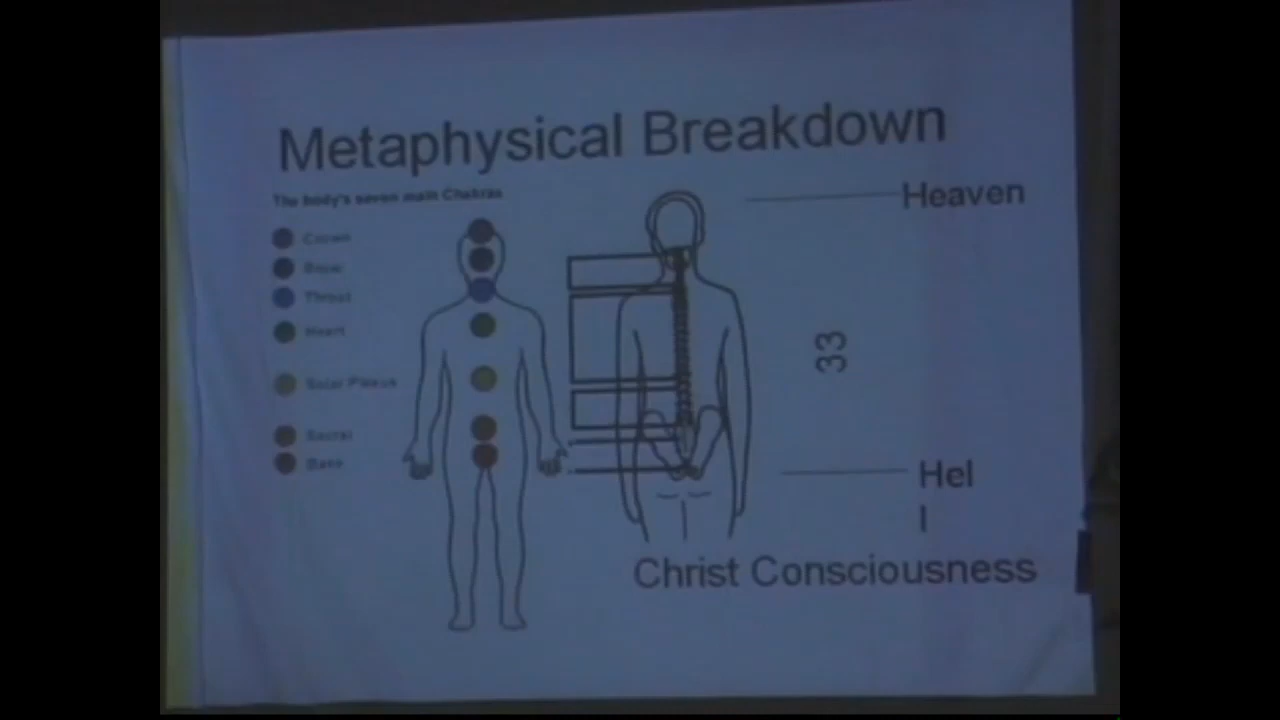 Metaphysical Breakdown
The body's seven main Chakras
Crown
Brow
Throat
Heart
Solar Plexus
Sacral
Base
Heaven
33
Hel
l
Christ Consciousness